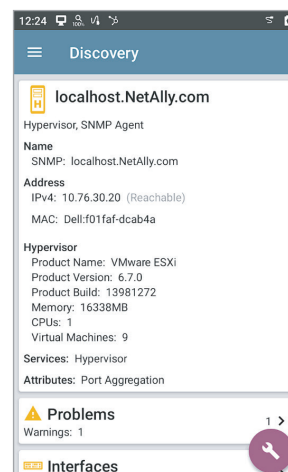 12:24
100%
Discovery
H
localhost.NetAlly.com
Hypervisor, SNMP Agent
Name
SNMP: localhost.NetAlly.com
Address
IPv4: 10.76.30.20 (Reachable)
MAC: Dell:f01faf-dcab4a
Hypervisor
Product Name: VMware ESXi
Product Version: 6.7.0
Product Build: 13981272
Memory: 16338MB
CPUs: 1
Virtual Machines: 9
Services: Hypervisor
Attributes: Port Aggregation
Problems
1
Warnings: 1
Interfaces